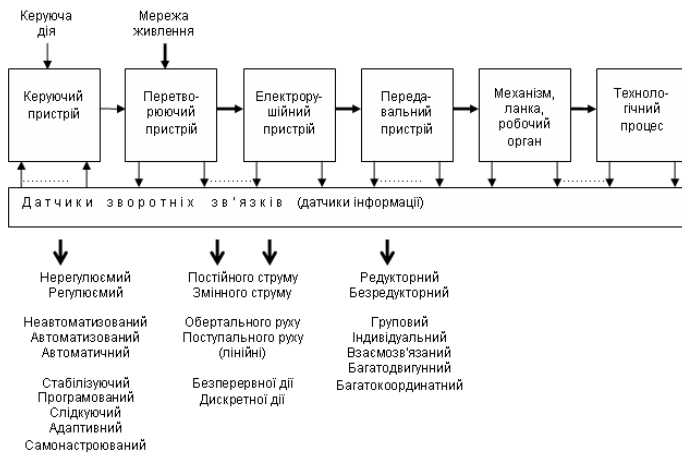 Керуюча
дія
Мережа
живлення
Керуючий
пристрій
Перетво-
рюючий
пристрій
Електрору-
шійний
пристрій
Переда-
вальний
пристрій
Механізм,
ланка,
робочий
орган
Техноло-
гічний
процес
Датчики зворотніх зв'язків (датчики інформації)
Нерегулюємий
Регулюємий
Неавтоматизований
Автоматизований
Автоматичний
Стабілізуючий
Програмований
Слідкуючий
Адаптивний
Самонастроюваний
Постійного струму
Змінного струму
Обертального руху
Поступального руху
(лінійні)
Безперервної дії
Дискретної дії
Редукторний
Безредукторний
Груповий
Індивідуальний
Взаємозв'язаний
Багатодвигунний
Багатокоординатний